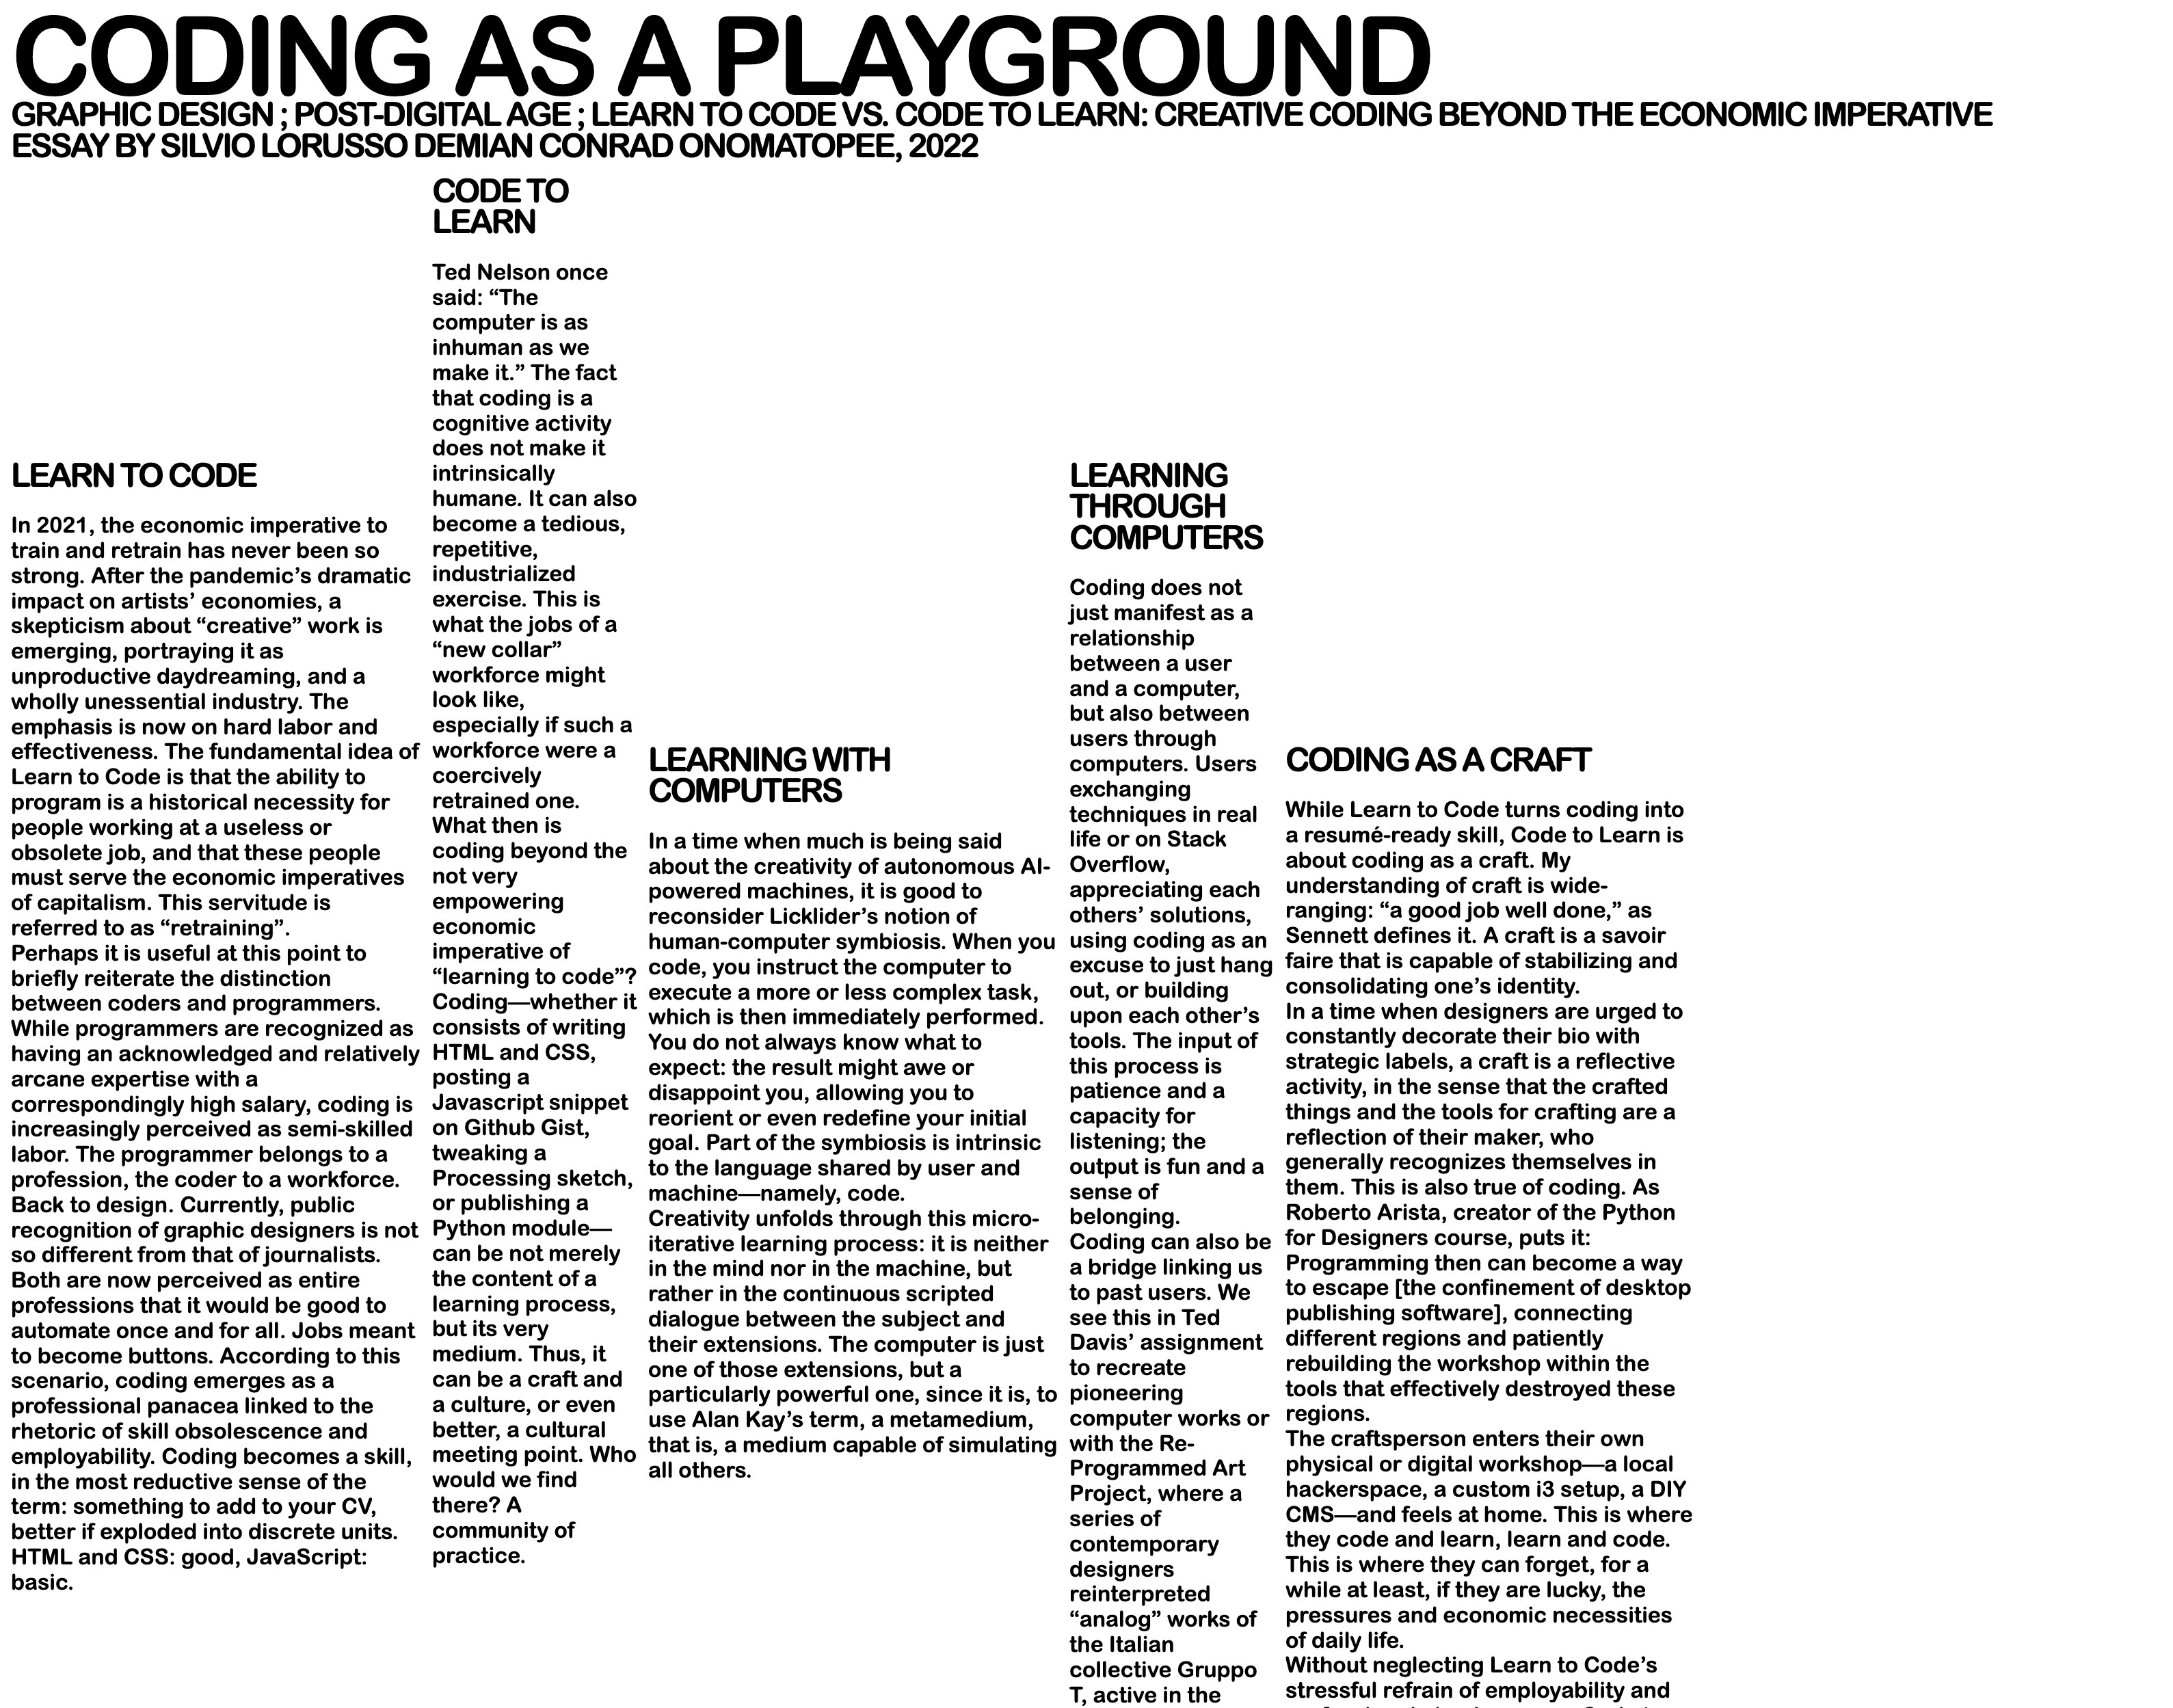 CODING AS A PLAYGROUND
GRAPHIC DESIGN ; POST-DIGITAL AGE ; LEARN TO CODE VS. CODE TO LEARN: CREATIVE CODING BEYOND THE ECONOMIC IMPERATIVE
ESSAY BY SILVIO LORUSSO DEMIAN CONRAD ONOMATOPEE, 2022
LEARN TO CODE
In 2021, the economic imperative to
train and retrain has never been so
strong. After the pandemic’s dramatic
impact on artists’ economies, a
skepticism about “creative” work is
emerging, portraying it as
unproductive daydreaming, and a
wholly unessential industry. The
emphasis is now on hard labor and
effectiveness. The fundamental idea of
Learn to Code is that the ability to
program is a historical necessity for
people working at a useless or
obsolete job, and that these people
must serve the economic imperatives
of capitalism. This servitude is
referred to as “retraining”.
Perhaps it is useful at this point to
briefly reiterate the distinction
between coders and programmers.
While programmers are recognized as
having an acknowledged and relatively
arcane expertise with a
correspondingly high salary, coding is
increasingly perceived as semi-skilled
labor. The programmer belongs to a
profession, the coder to a workforce.
Back to design. Currently, public
recognition of graphic designers is not
so different from that of journalists.
Both are now perceived as entire
professions that it would be good to
automate once and for all. Jobs meant
to become buttons. According to this
scenario, coding emerges as a
professional panacea linked to the
rhetoric of skill obsolescence and
employability. Coding becomes a skill,
in the most reductive sense of the
term: something to add to your CV,
better if exploded into discrete units.
HTML and CSS: good, JavaScript:
basic.
CODE TO
LEARN
Ted Nelson once
said: “The
computer is as
inhuman as we
make it.” The fact
that coding is a
cognitive activity
does not make it
intrinsically
humane. It can also
become a tedious,
repetitive,
industrialized
exercise. This is
what the jobs of a
“new collar”
workforce might
look like,
especially if such a
workforce were a
coercively
retrained one.
What then is
coding beyond the
not very
empowering
economic
imperative of
“learning to code”?
Coding—whether it
consists of writing
HTML and CSS,
posting a
Javascript snippet
on Github Gist,
tweaking a
Processing sketch,
or publishing a
Python module—
can be not merely
the content of a
learning process,
but its very
medium. Thus, it
can be a craft and
a culture, or even
better, a cultural
meeting point. Who
would we find
there? A
community of
practice.
LEARNING WITH
COMPUTERS
In a time when much is being said
about the creativity of autonomous AI-
powered machines, it is good to
reconsider Licklider’s notion of
human-computer symbiosis. When you
code, you instruct the computer to
execute a more or less complex task,
which is then immediately performed.
You do not always know what to
expect: the result might awe or
disappoint you, allowing you to
reorient or even redefine your initial
goal. Part of the symbiosis is intrinsic
to the language shared by user and
machine—namely, code.
Creativity unfolds through this micro-
iterative learning process: it is neither
in the mind nor in the machine, but
rather in the continuous scripted
dialogue between the subject and
their extensions. The computer is just
one of those extensions, but a
particularly powerful one, since it is, to
use Alan Kay’s term, a metamedium,
that is, a medium capable of simulating
all others.
LEARNING
THROUGH
COMPUTERS
Coding does not
just manifest as a
relationship
between a user
and a computer,
but also between
users through
computers. Users
exchanging
techniques in real
life or on Stack
Overflow,
appreciating each
others’ solutions,
using coding as an
excuse to just hang
out, or building
upon each other’s
tools. The input of
this process is
patience and a
capacity for
listening; the
output is fun and a
sense of
belonging.
Coding can also be
a bridge linking us
to past users. We
see this in Ted
Davis’ assignment
to recreate
pioneering
computer works or
with the Re-
Programmed Art
Project, where a
series of
contemporary
designers
reinterpreted
“analog” works of
the Italian
collective Gruppo
T, active in the
CODING AS A CRAFT
While Learn to Code turns coding into
a resumé-ready skill, Code to Learn is
about coding as a craft. My
understanding of craft is wide-
ranging: “a good job well done,” as
Sennett defines it. A craft is a savoir
faire that is capable of stabilizing and
consolidating one’s identity.
In a time when designers are urged to
constantly decorate their bio with
strategic labels, a craft is a reflective
activity, in the sense that the crafted
things and the tools for crafting are a
reflection of their maker, who
generally recognizes themselves in
them. This is also true of coding. As
Roberto Arista, creator of the Python
for Designers course, puts it:
Programming then can become a way
to escape [the confinement of desktop
publishing software], connecting
different regions and patiently
rebuilding the workshop within the
tools that effectively destroyed these
regions.
The craftsperson enters their own
physical or digital workshop—a local
hackerspace, a custom i3 setup, a DIY
CMS—and feels at home. This is where
they code and learn, learn and code.
This is where they can forget, for a
while at least, if they are lucky, the
pressures and economic necessities
of daily life.
Without neglecting Learn to Code’s
stressful refrain of employability and